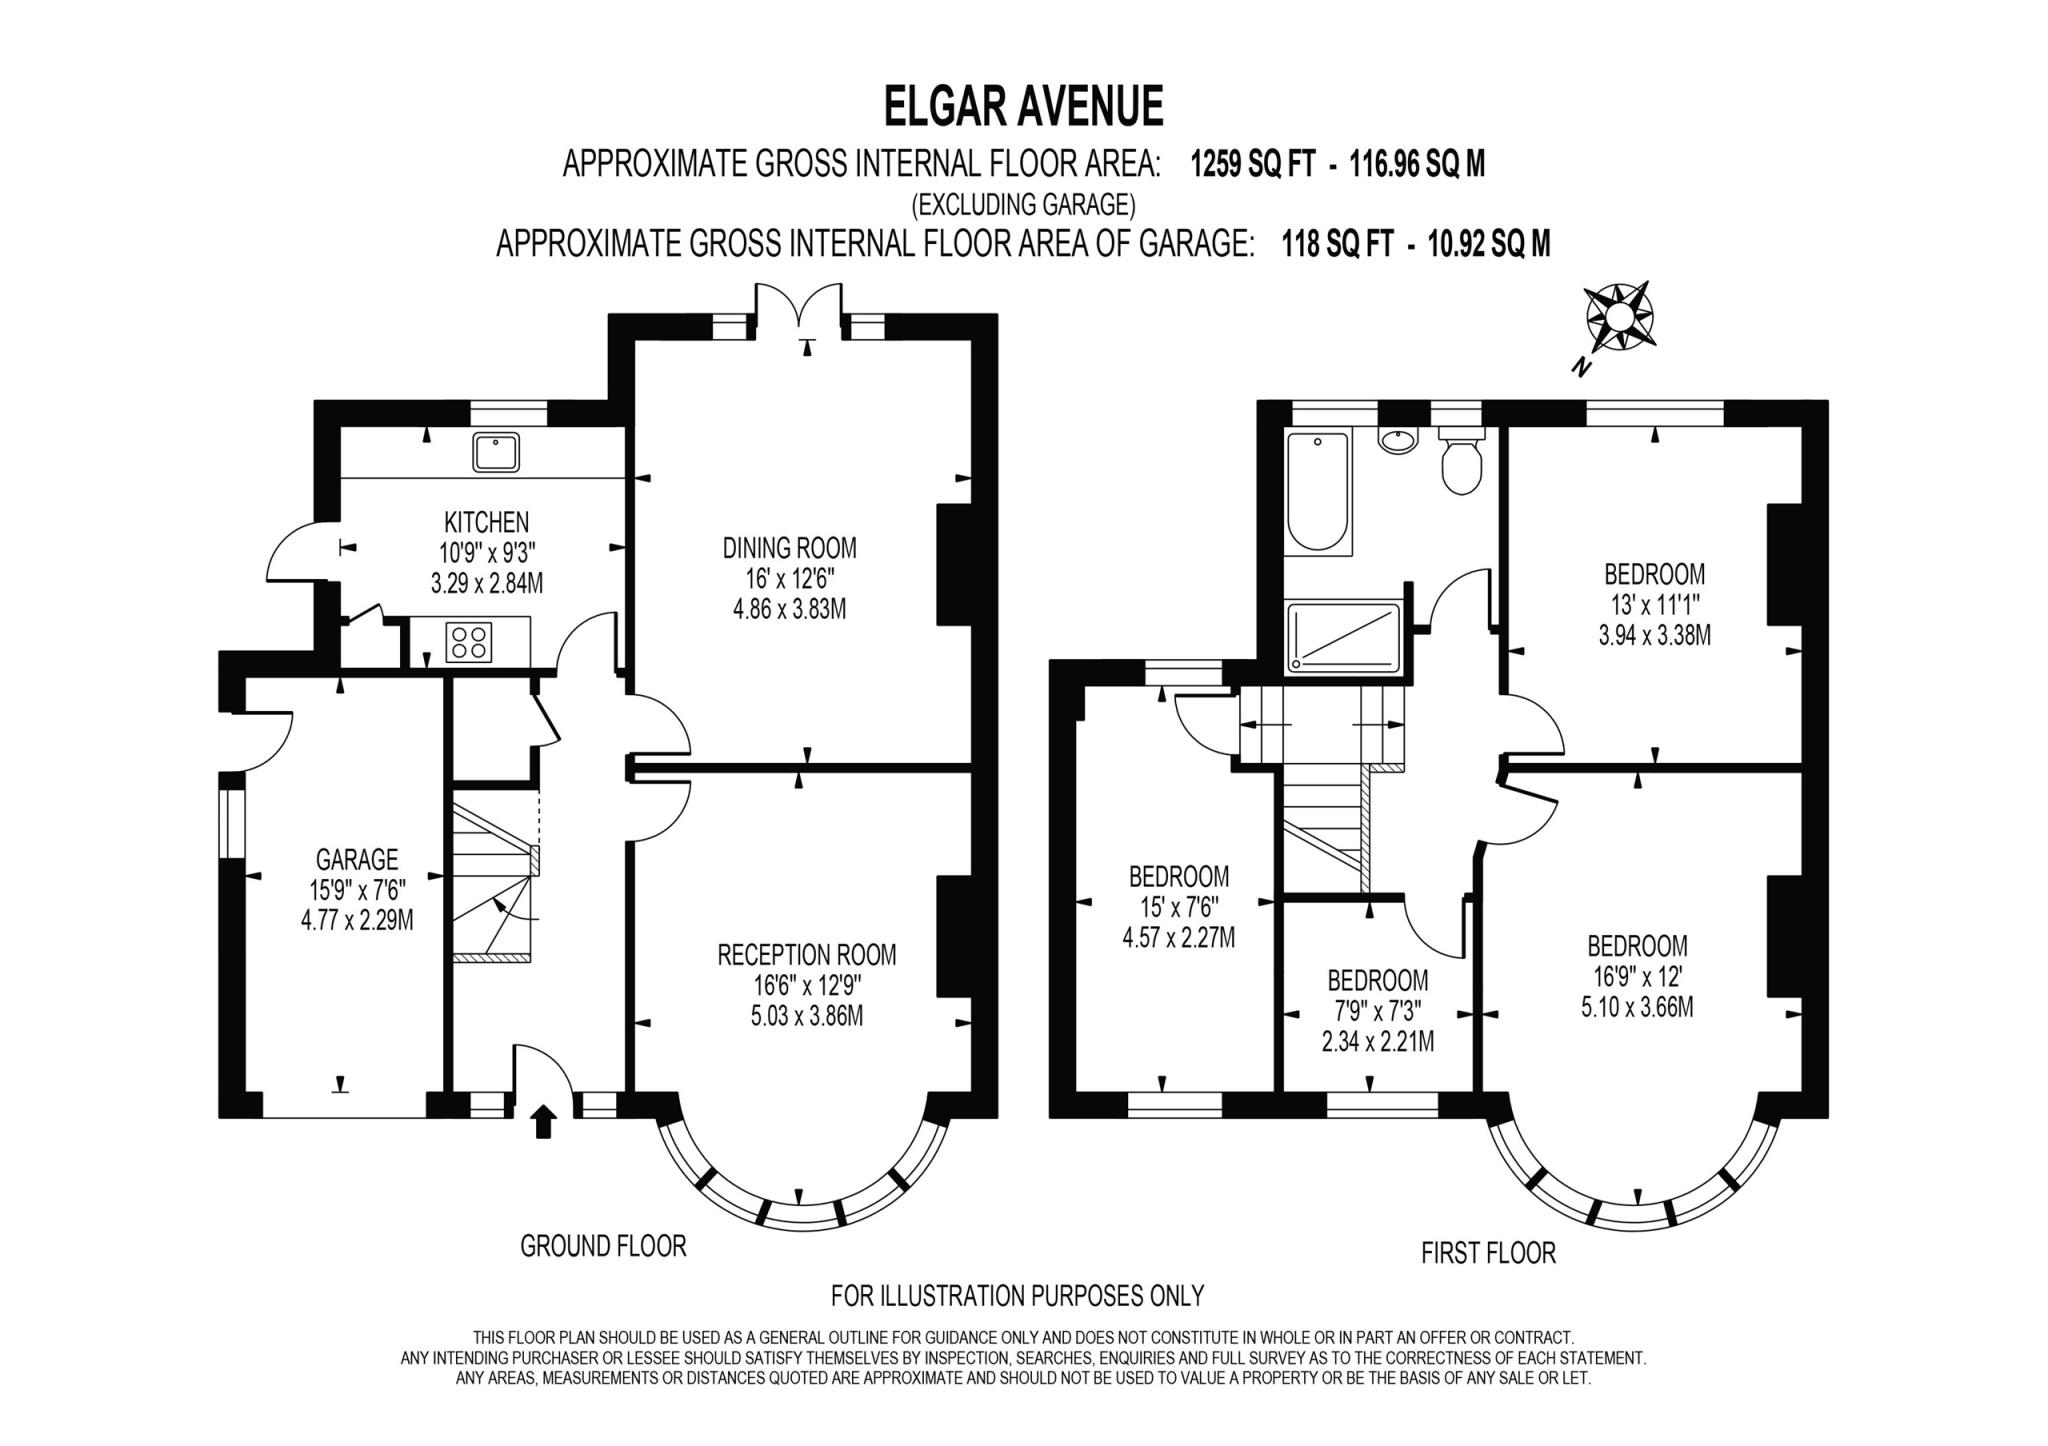 ELGAR AVENUE
APPROXIMATE GROSS INTERNAL FLOOR AREA: 1259 SQ FT - 116.96 SQ M
(EXCLUDING GARAGE)
APPROXIMATE GROSS INTERNAL FLOOR AREA OF GARAGE: 118 SQ FT - 10.92 SQ M
N
KITCHEN
10'9" x 9'3"
3.29 x 2.84M
DINING ROOM
16' x 12'6"
4.86 x 3.83M
GARAGE
15'9" x 7'6"
4.77 x 2.29M
RECEPTION ROOM
16'6" x 12'9"
5.03 x 3.86M
GROUND FLOOR
BEDROOM
13' x 11'1"
3.94 x 3.38M
BEDROOM
15' x 7'6"
4.57 x 2.27M
BEDROOM
7'9" x 7'3"
2.34 x 2.21M
BEDROOM
16'9" x 12'
5.10 x 3.66M
FIRST FLOOR
FOR ILLUSTRATION PURPOSES ONLY
THIS FLOOR PLAN SHOULD BE USED AS A GENERAL OUTLINE FOR GUIDANCE ONLY AND DOES NOT CONSTITUTE IN WHOLE OR IN PART AN OFFER OR CONTRACT.
ANY INTENDING PURCHASER OR LESSEE SHOULD SATISFY THEMSELVES BY INSPECTION, SEARCHES, ENQUIRIES AND FULL SURVEY AS TO THE CORRECTNESS OF EACH STATEMENT.
ANY AREAS, MEASUREMENTS OR DISTANCES QUOTED ARE APPROXIMATE AND SHOULD NOT BE USED TO VALUE A PROPERTY OR BE THE BASIS OF ANY SALE OR LET.